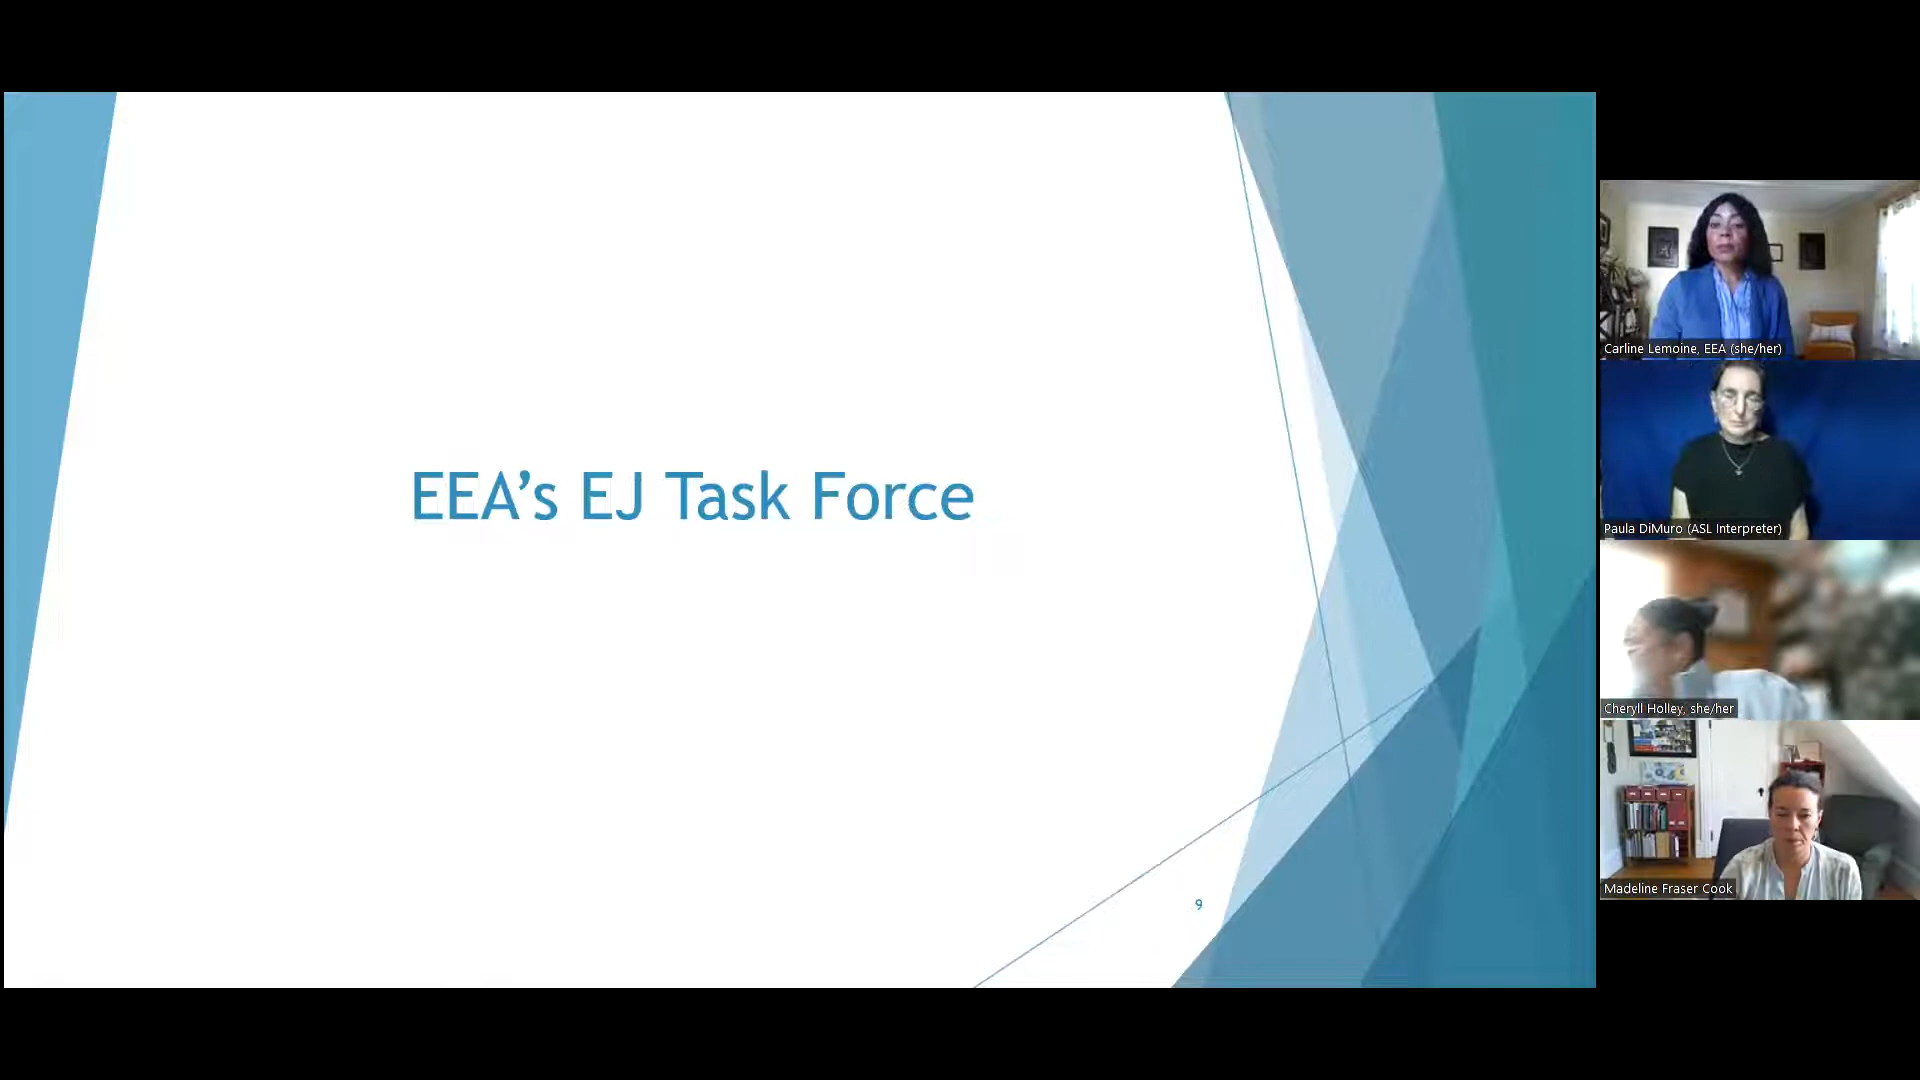 EEA’s EJ Task Force
9
Carline Lemoine, EEA (she/her)
Paula DiMuro (ASL Interpreter)
Cheryll Holley, she/her
Madeline Fraser Cook